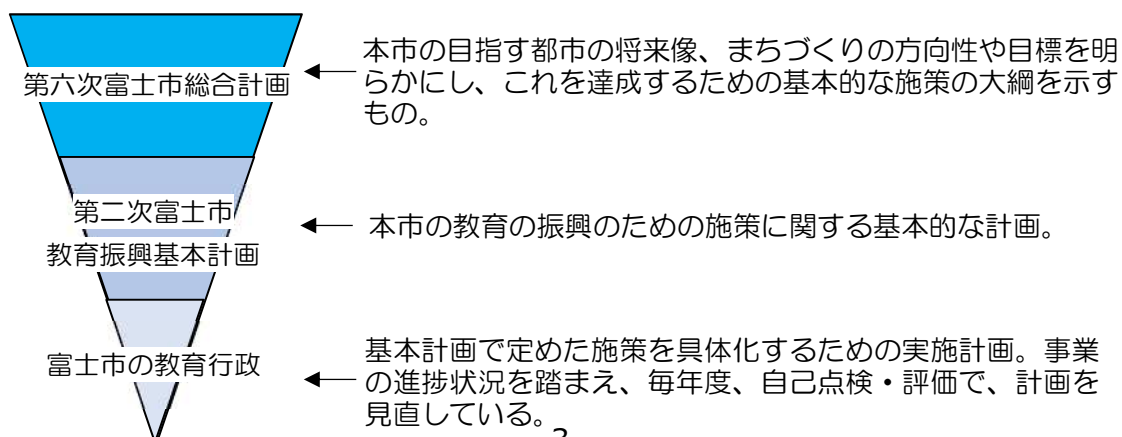 第六次富士市総合計画
本市の目指す都市の将来像、まちづくりの方向性や目標を明
らかにし、これを達成するための基本的な施策の大綱を示す
もの。
第二次富士市
教育振興基本計画
本市の教育の振興のための施策に関する基本的な計画。
富士市の教育行政
基本計画で定めた施策を具体化するための実施計画。事業
の進捗状況を踏まえ、毎年度、自己点検・評価で、計画を
見直している。